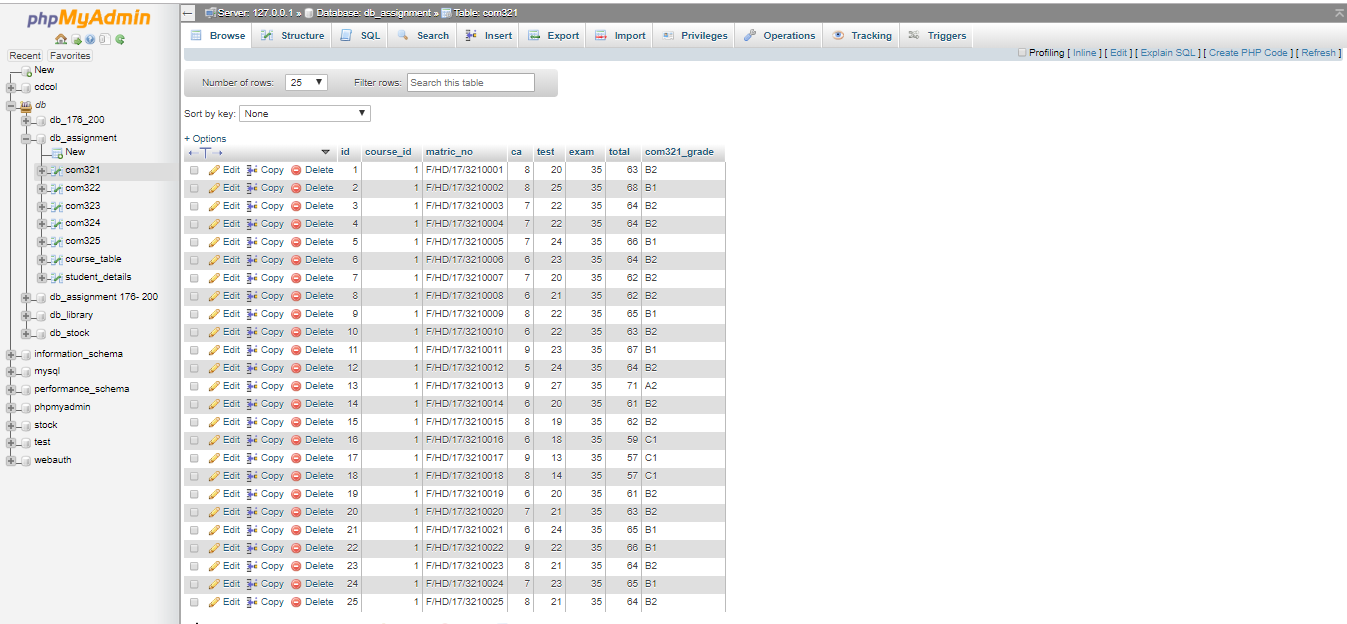 phpMyAdmin
Recent Favorites
New
cdcol
db
db_176_200
db_assignment
New
com321
com322
com323
com324
com325
course_table
student_details
db_assignment 176- 200
db_library
db_stock
information_schema
mysql
performance_schema
phpmyadmin
stock
test
webauth
Server: 127.0.0.1 » Database: db_assignment » Table: com321
Browse Structure SQL Search Insert Export Import Privileges Operations Tracking Triggers
Profiling [ Inline ] [ Edit ] [ Explain SQL ] [ Create PHP Code ] [ Refresh ]
Number of rows: 25 Filter rows: Search this table
Sort by key: None
+ Options
id course_id matric_no ca test exam total com321_grade
Edit Copy Delete 1 1 F/HD/17/3210001 8 20 35 63 B2
Edit Copy Delete 2 1 F/HD/17/3210002 8 25 35 68 B1
Edit Copy Delete 3 1 F/HD/17/3210003 7 22 35 64 B2
Edit Copy Delete 4 1 F/HD/17/3210004 7 22 35 64 B2
Edit Copy Delete 5 1 F/HD/17/3210005 7 24 35 66 B1
Edit Copy Delete 6 1 F/HD/17/3210006 6 23 35 64 B2
Edit Copy Delete 7 1 F/HD/17/3210007 7 20 35 62 B2
Edit Copy Delete 8 1 F/HD/17/3210008 6 21 35 62 B2
Edit Copy Delete 9 1 F/HD/17/3210009 8 22 35 65 B1
Edit Copy Delete 10 1 F/HD/17/3210010 6 22 35 63 B2
Edit Copy Delete 11 1 F/HD/17/3210011 9 23 35 67 B1
Edit Copy Delete 12 1 F/HD/17/3210012 5 24 35 64 B2
Edit Copy Delete 13 1 F/HD/17/3210013 9 27 35 71 A2
Edit Copy Delete 14 1 F/HD/17/3210014 6 20 35 61 B2
Edit Copy Delete 15 1 F/HD/17/3210015 8 19 35 62 B2
Edit Copy Delete 16 1 F/HD/17/3210016 6 18 35 59 C1
Edit Copy Delete 17 1 F/HD/17/3210017 9 13 35 57 C1
Edit Copy Delete 18 1 F/HD/17/3210018 8 14 35 57 C1
Edit Copy Delete 19 1 F/HD/17/3210019 6 20 35 61 B2
Edit Copy Delete 20 1 F/HD/17/3210020 7 21 35 63 B2
Edit Copy Delete 21 1 F/HD/17/3210021 6 24 35 65 B1
Edit Copy Delete 22 1 F/HD/17/3210022 9 22 35 66 B1
Edit Copy Delete 23 1 F/HD/17/3210023 8 21 35 64 B2
Edit Copy Delete 24 1 F/HD/17/3210024 7 23 35 65 B1
Edit Copy Delete 25 1 F/HD/17/3210025 8 21 35 64 B2